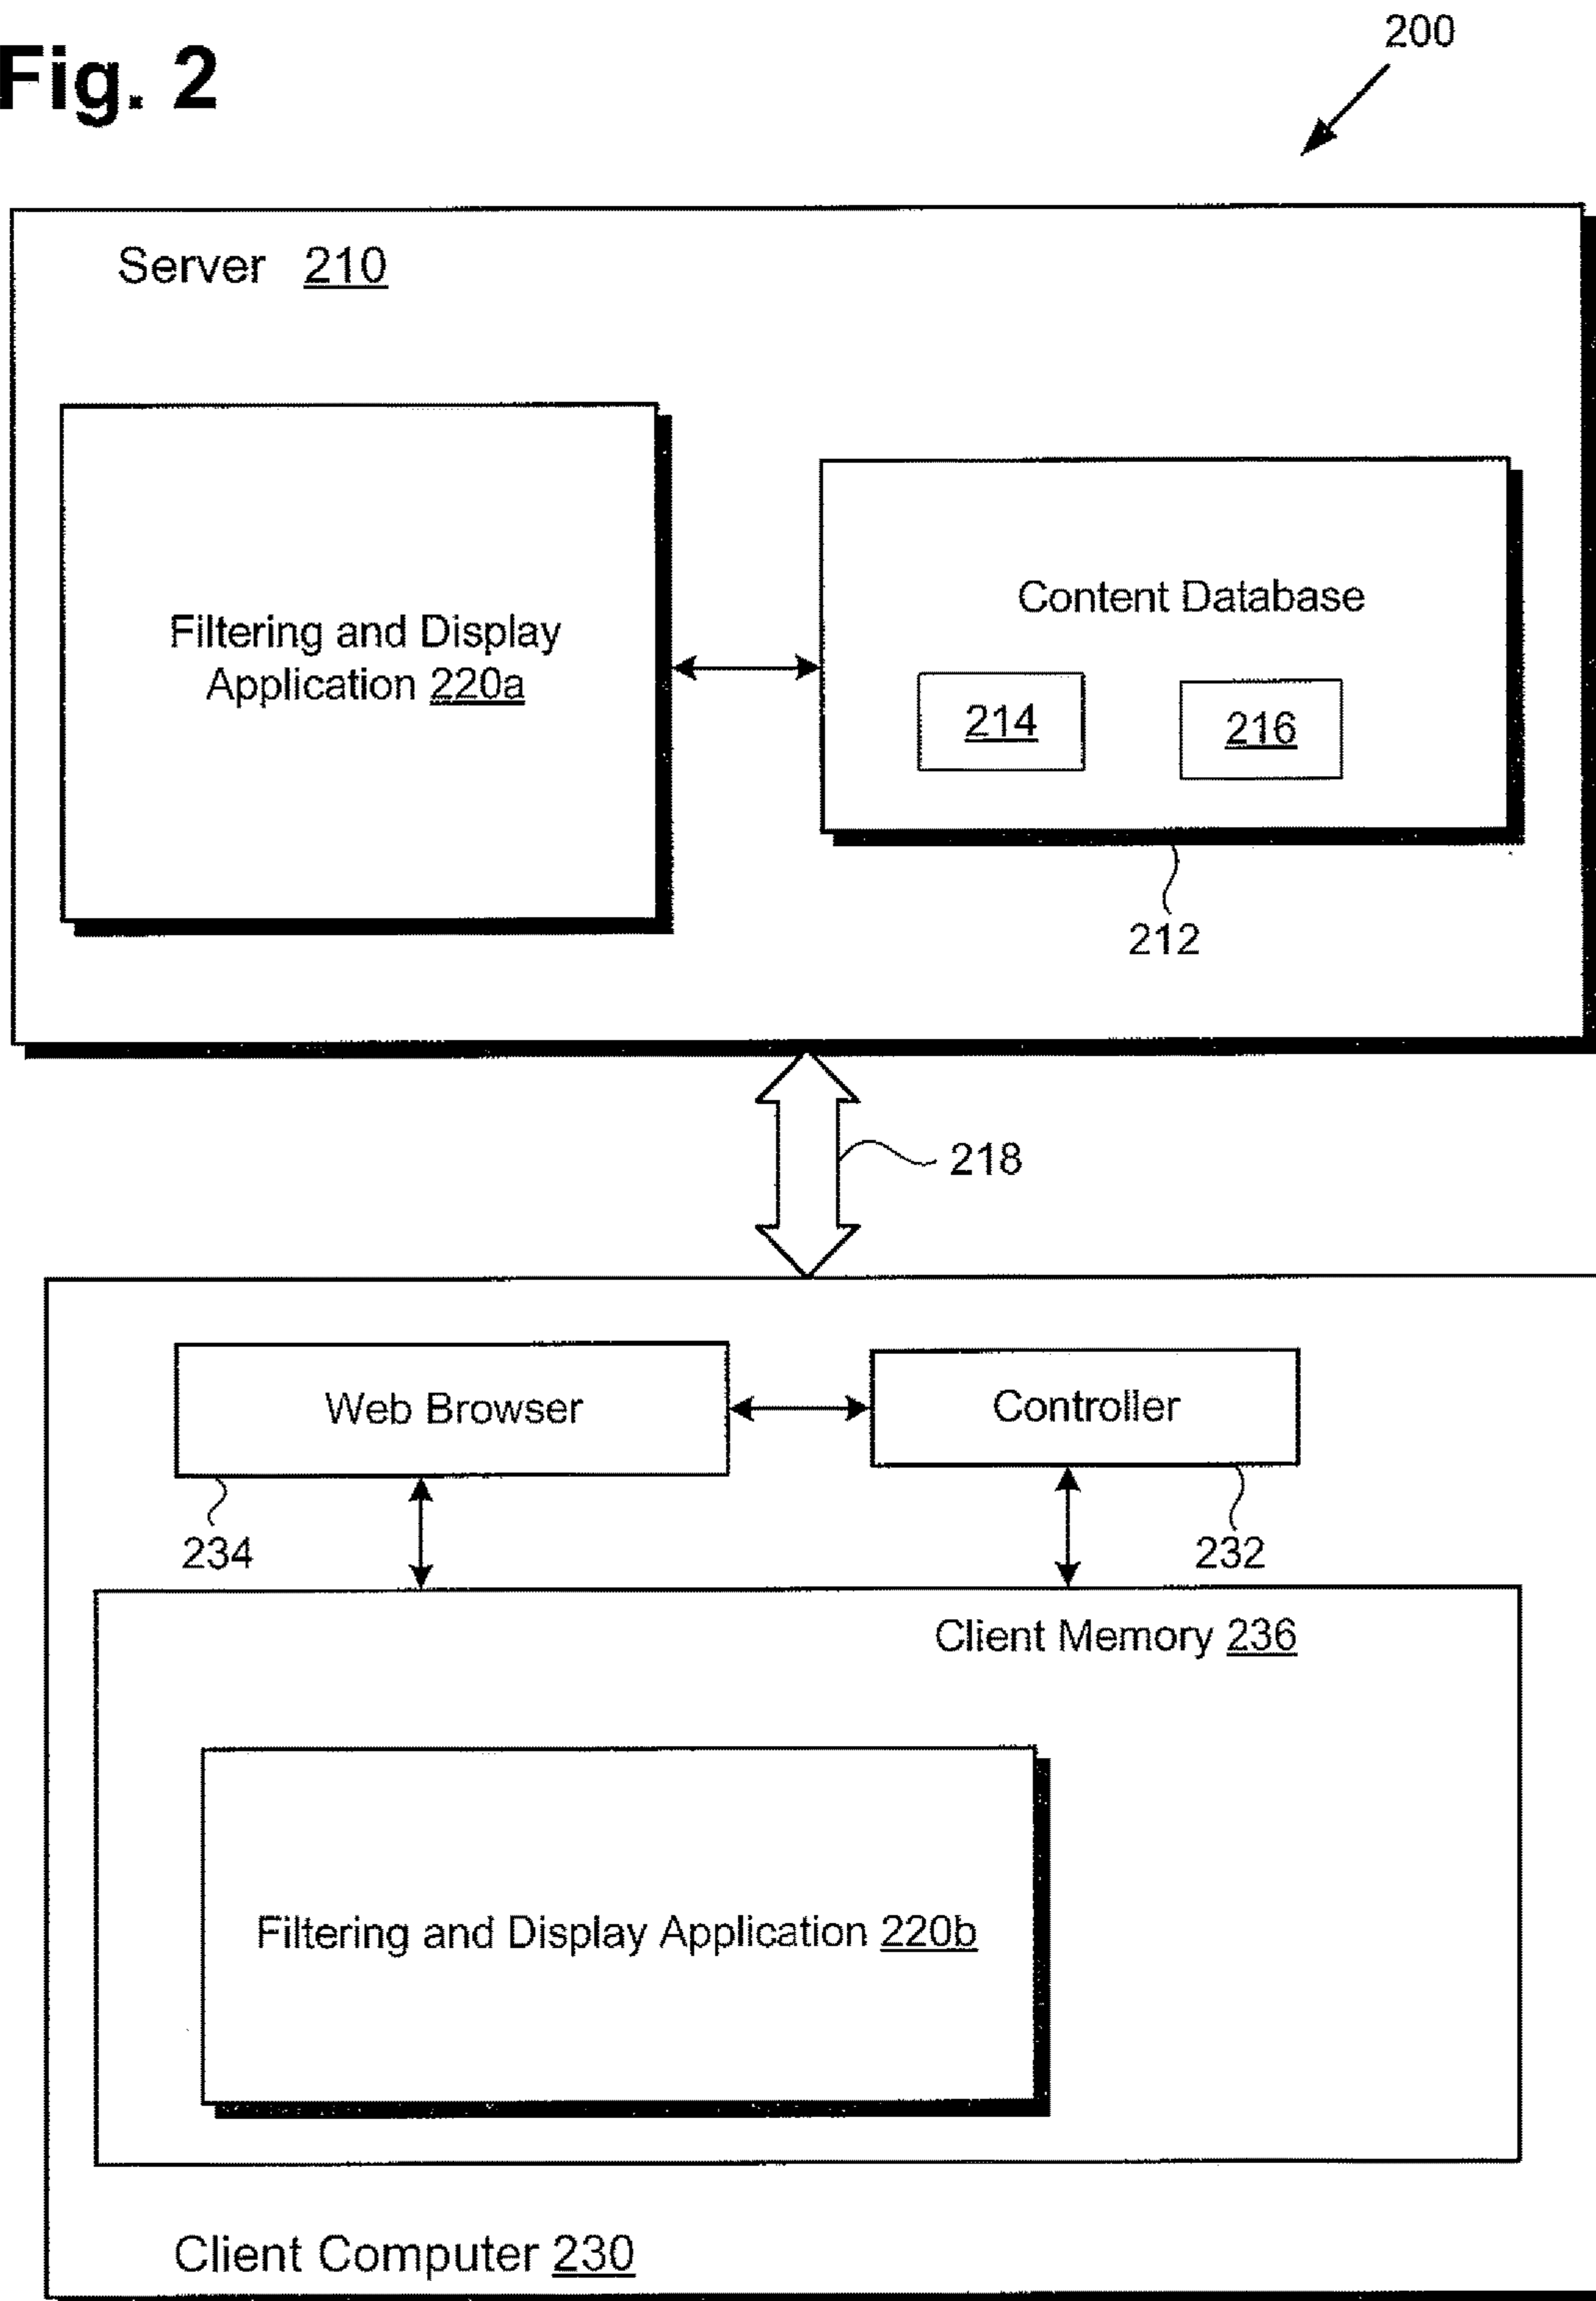 Fig. 2
200
Server 210
Filtering and Display
Application 220a
Content Database
214
216
212
218
Web Browser
Controller
234
232
Client Memory 236
Filtering and Display Application 220b
Client Computer 230